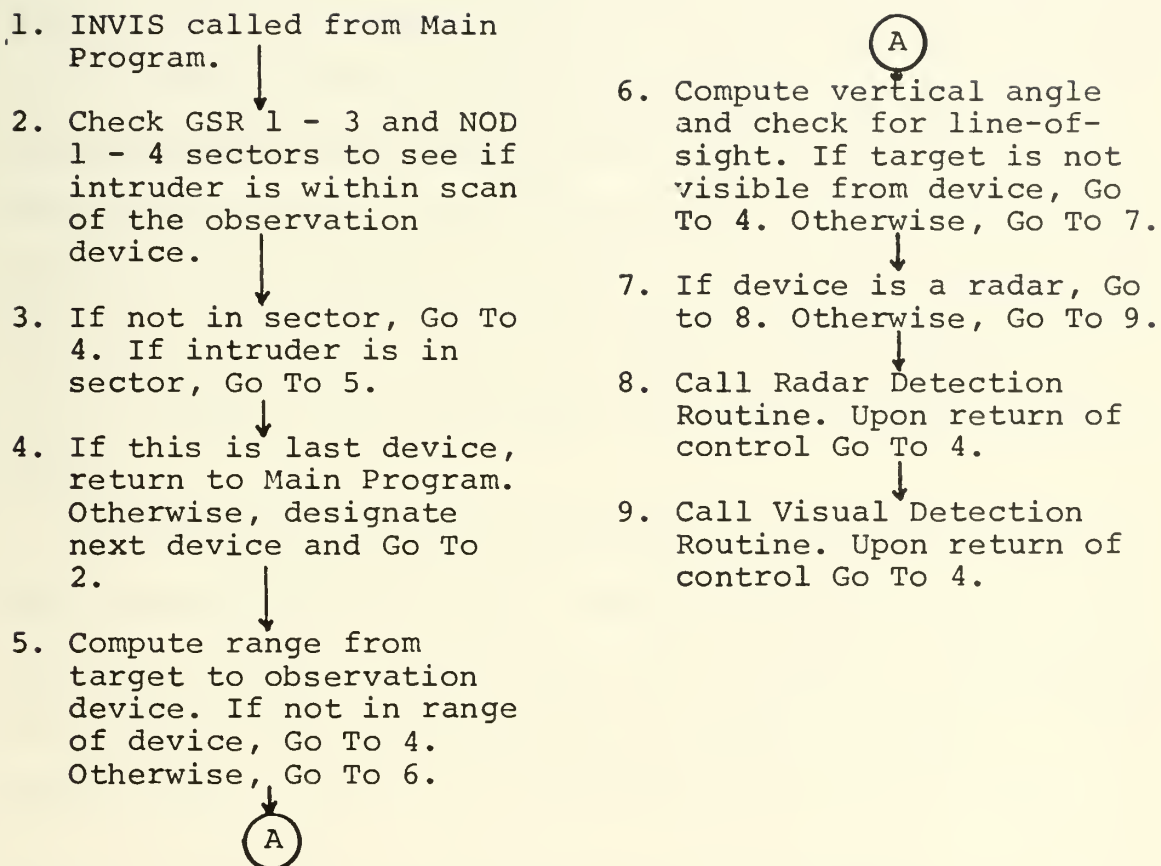 1. INVIS called from Main
Program.
2. Check GSR 1 - 3 and NOD
1 - 4 sectors to see if
intruder is within scan
of the observation
device.
3. If not in sector, Go To
4. If intruder is in
sector, Go To 5.
4. If this is last device,
return to Main Program.
Otherwise, designate
next device and Go To
2.
5. Compute range from
target to observation
device. If not in range
of device, Go To 4.
Otherwise, Go To 6.
A
A
6. Compute vertical angle
and check for line-of-
sight. If target is not
visible from device, Go
To 4. Otherwise, Go To 7.
7. If device is a radar, Go
to 8. Otherwise, Go To 9.
8. Call Radar Detection
Routine. Upon return of
control Go To 4.
9. Call Visual Detection
Routine. Upon return of
control Go To 4.